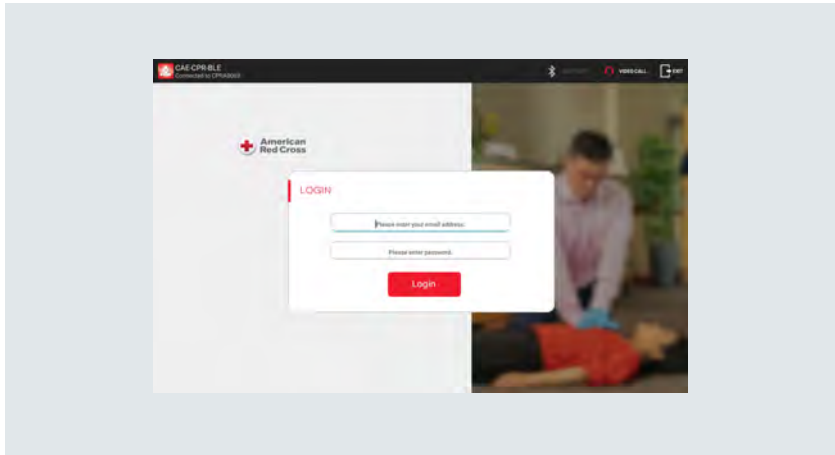 CAE-CPR-BLE
VIDEO CALL
EXIT
American
Red Cross
LOGIN
Please enter your email address.
Please enter password.
Login